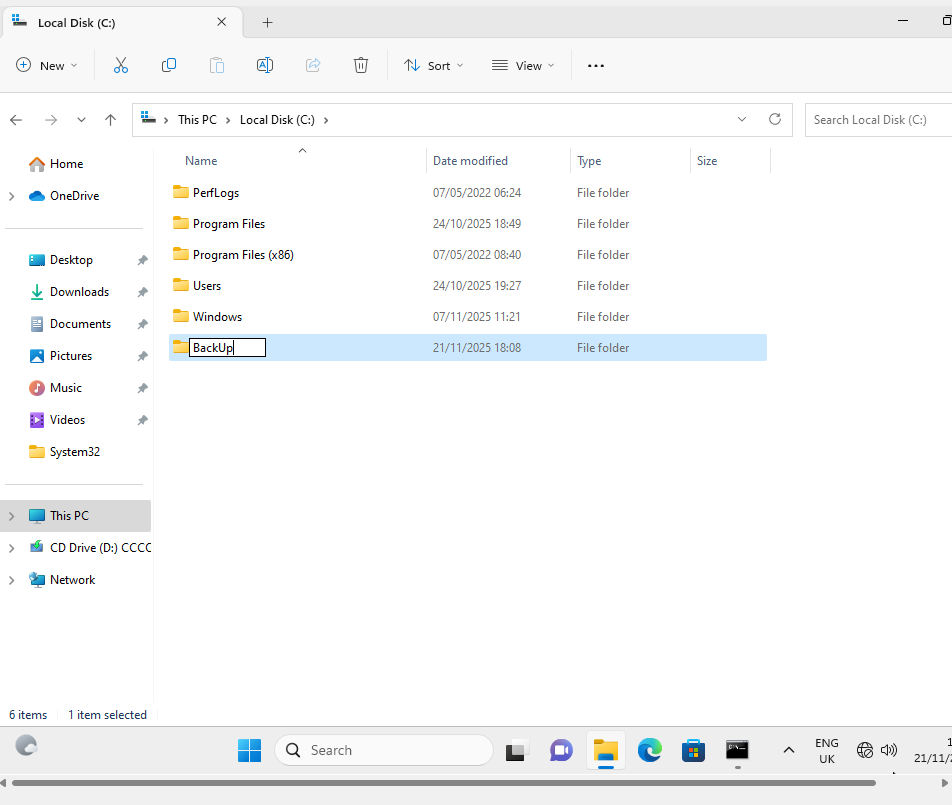 Local Disk (C:)
New
Sort
View
This PC
Local Disk (C:)
Search Local Disk (C:)
Name
Date modified
Type
Size
Home
OneDrive
Desktop
Downloads
Documents
Pictures
Music
Videos
System32
This PC
CD Drive (D:) CCCC
Network
PerfLogs 07/05/2022 06:24 File folder
Program Files 24/10/2025 18:49 File folder
Program Files (x86) 07/05/2022 08:40 File folder
Users 24/10/2025 19:27 File folder
Windows 07/11/2025 11:21 File folder
BackUp 21/11/2025 18:08 File folder
6 items
1 item selected
Search
ENG
UK
1
21/11/2